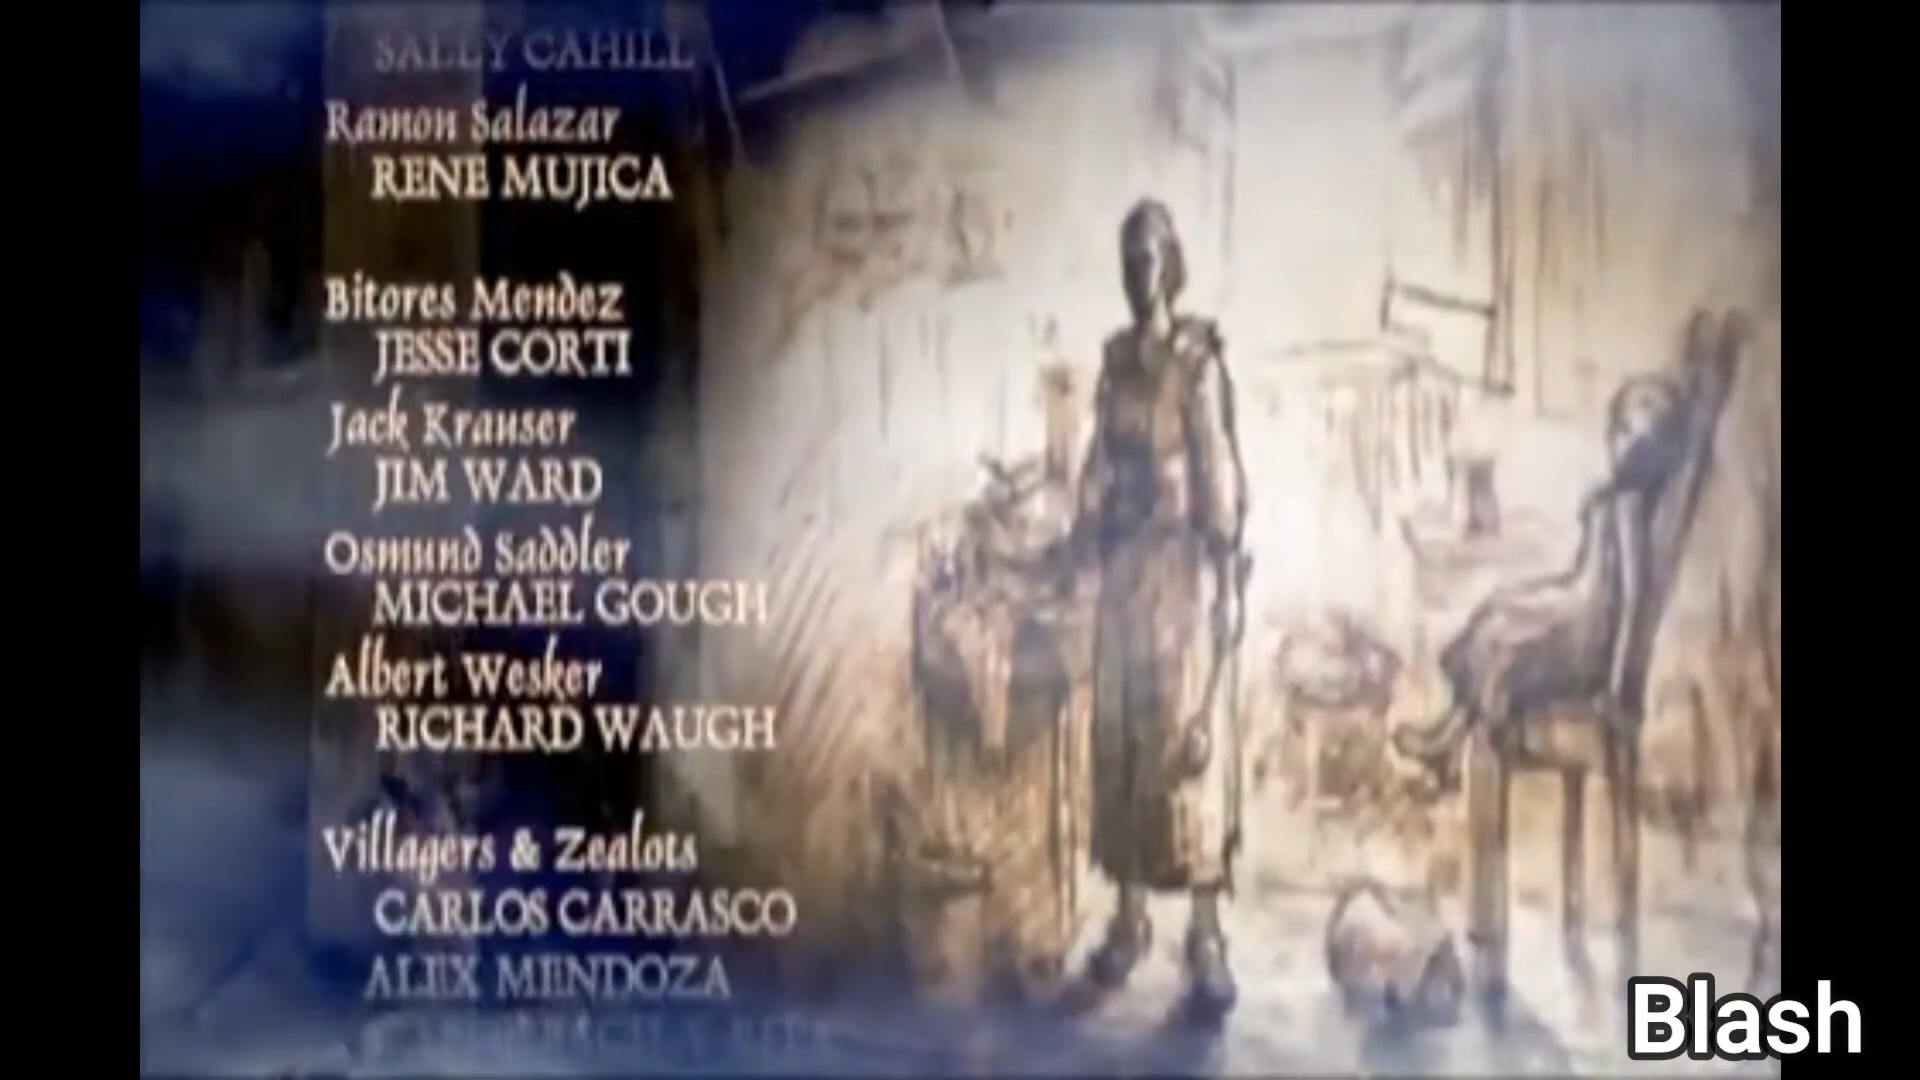 SALLY CAHILL
Ramon Salazar
RENE MUJICA
Bitores Mendez
JESSE CORTI
Jack Krauser
JIM WARD
Osmund Saddler
MICHAEL GOUGH
Albert Wesker
RICHARD WAUGH
Villagers & Zealots
CARLOS CARRASCO
ALEX MENDOZA
Blash